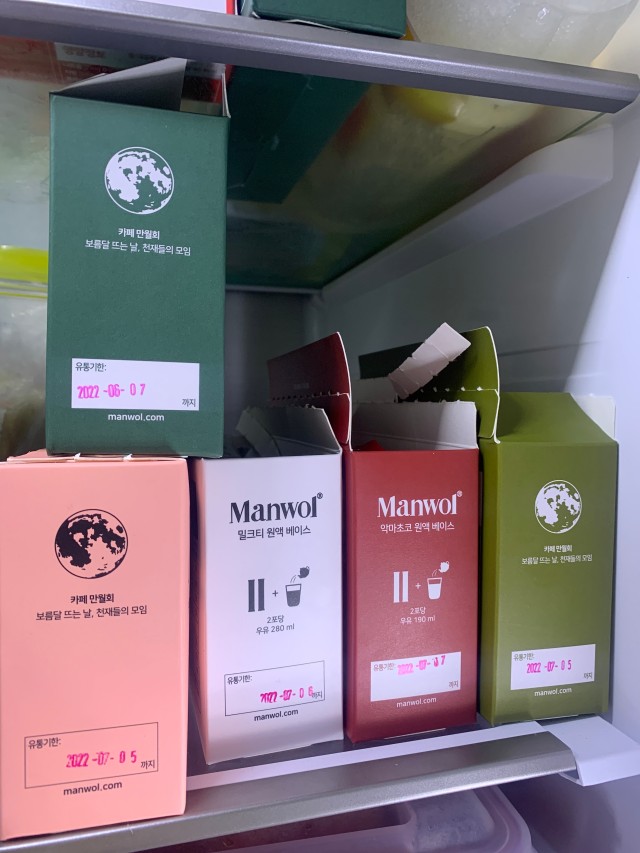 카페 만월회
보름달 뜨는 날, 천재들의 모임
유통기한:
2022-06-07
까지
manwol.com
카페 만월회
보름달 뜨는 날, 천재들의 모임
유통기한:
2022-07-05
까지
manwol.com
Manwol®
밀크티 원액 베이스
+
2포당
우유 280 ml
유통기한:
2022-07-06
까지
manwol.com
Manwol®
악마초코 원액 베이스
+
2포당
우유 190 ml
유통기한:
2022-07-07
까지
manwol.com
카페 만월회
보름달 뜨는 날, 천재들의 모임
유통기한:
2022-07-05
까지
manwol.com